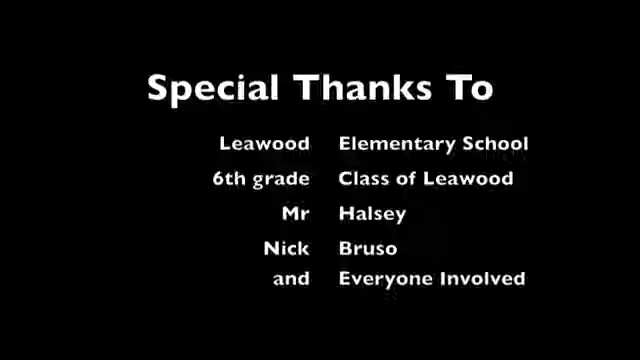 Special Thanks To
Leawood Elementary School
6th grade Class of Leawood
Mr Halsey
Nick Bruso
and Everyone Involved